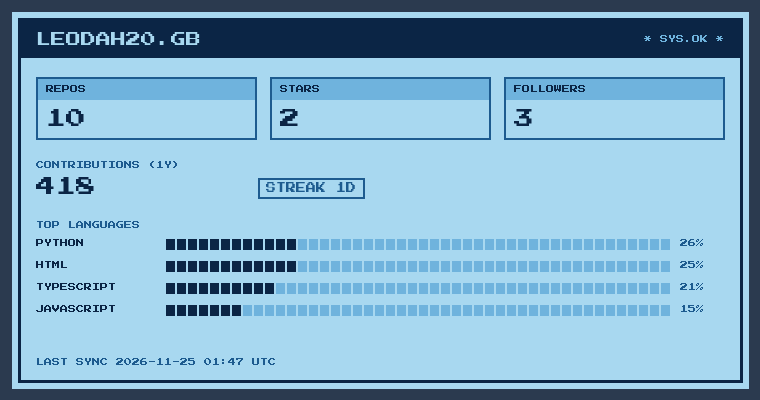 LEODAH20.GB
* SYS.OK *
REPOS
10
STARS
2
FOLLOWERS
3
CONTRIBUTIONS (1Y)
418
STREAK 1D
TOP LANGUAGES
PYTHON 26%
HTML 25%
TYPESCRIPT 21%
JAVASCRIPT 15%
LAST SYNC 2026-11-25 01:47 UTC